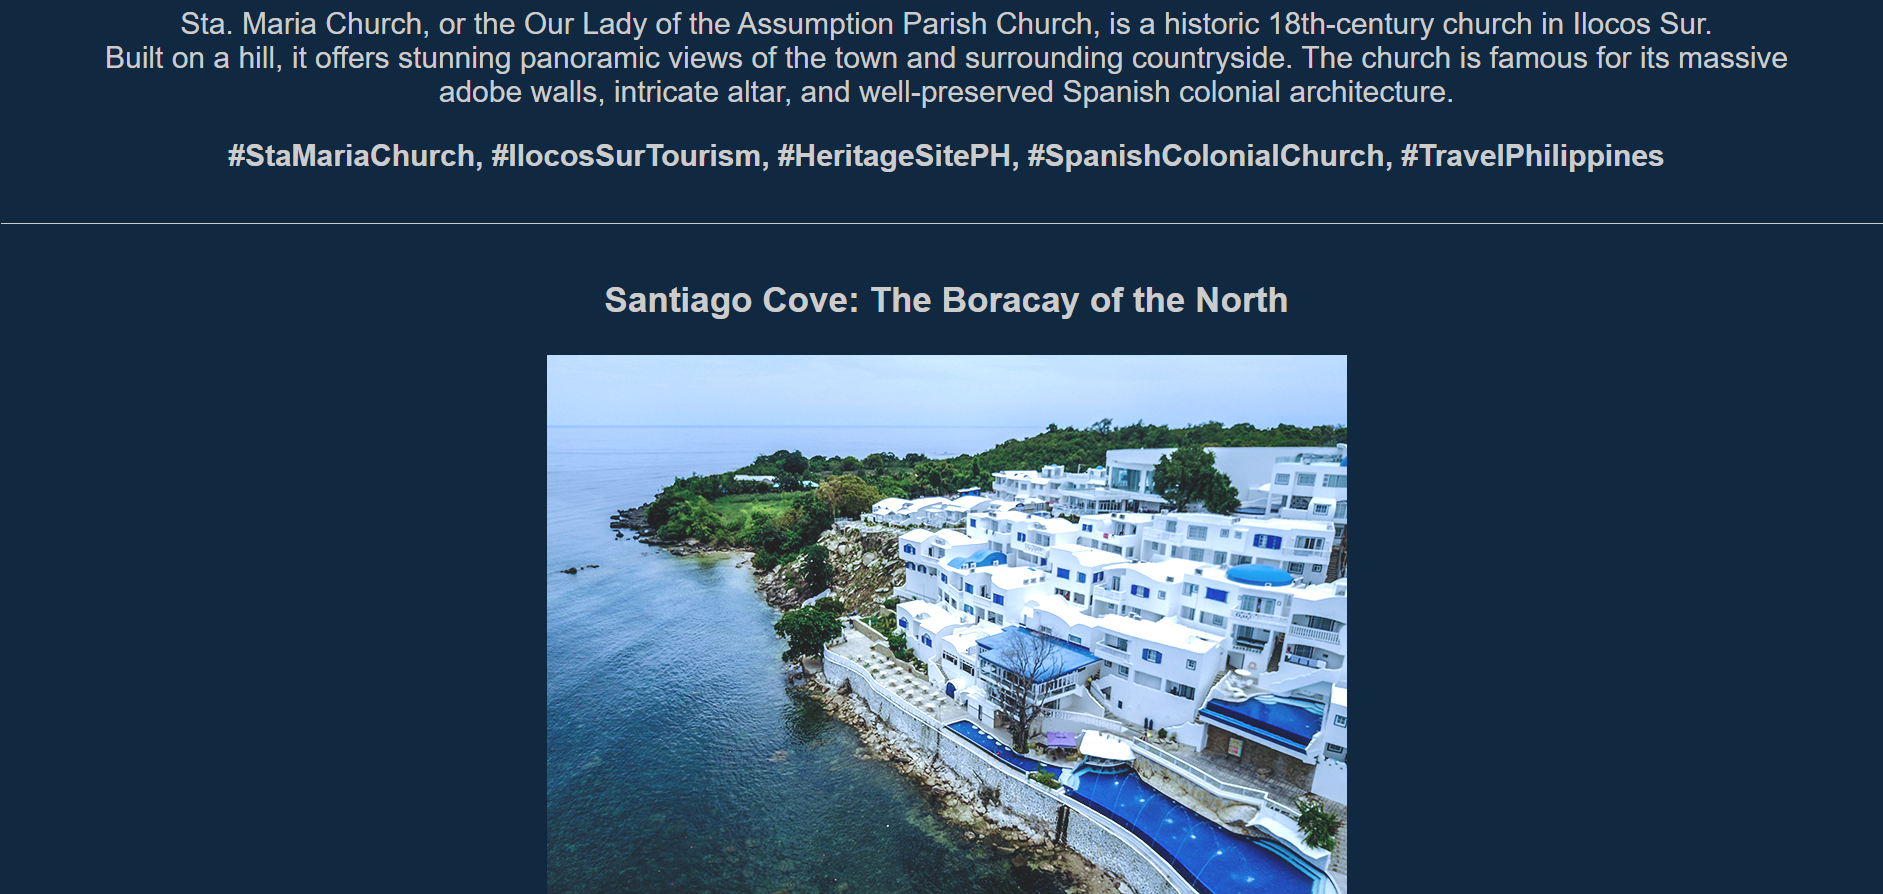 Sta. Maria Church, or the Our Lady of the Assumption Parish Church, is a historic 18th-century church in Ilocos Sur.
Built on a hill, it offers stunning panoramic views of the town and surrounding countryside. The church is famous for its massive
adobe walls, intricate altar, and well-preserved Spanish colonial architecture.
#StaMariaChurch, #IlocosSurTourism, #HeritageSitePH, #SpanishColonialChurch, #TravelPhilippines
Santiago Cove: The Boracay of the North